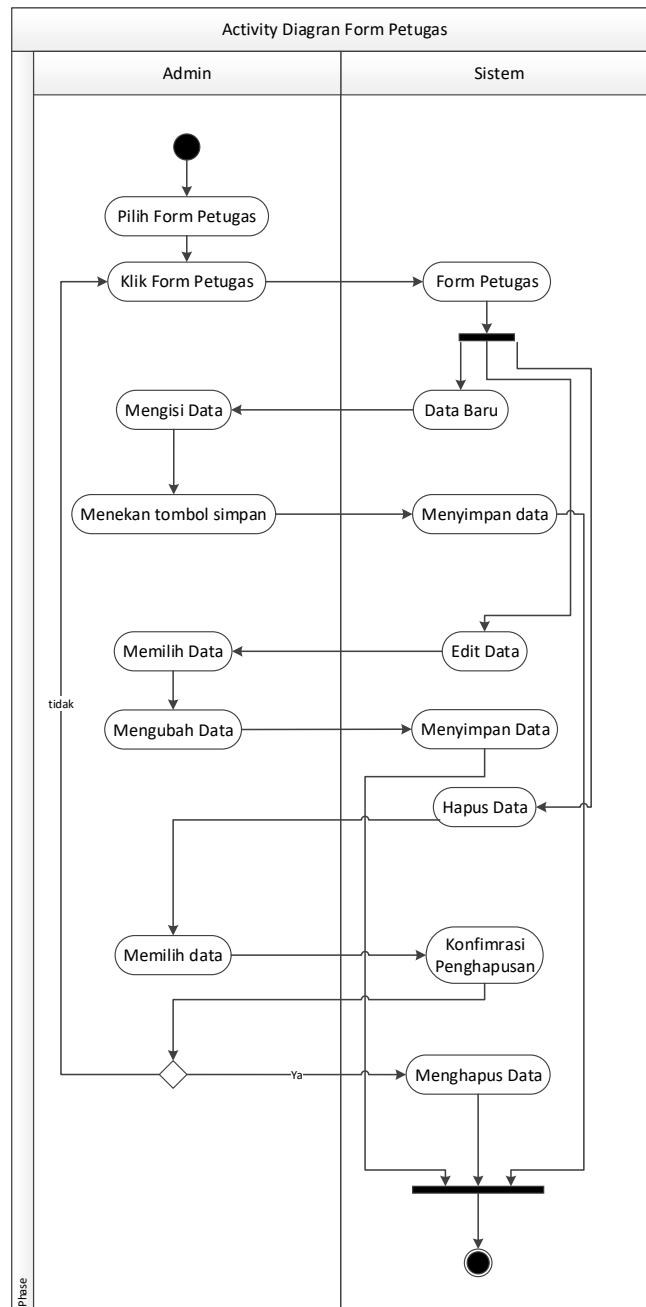 Activity Diagran Form Petugas
Admin
Sistem
Pilih Form Petugas
Klik Form Petugas
Form Petugas
Mengisi Data
Data Baru
Menekan tombol simpan
Menyimpan data
Memilih Data
Edit Data
tidak
Mengubah Data
Menyimpan Data
Hapus Data
Memilih data
Konfimrasi
Penghapusan
Ya
Menghapus Data
Phase